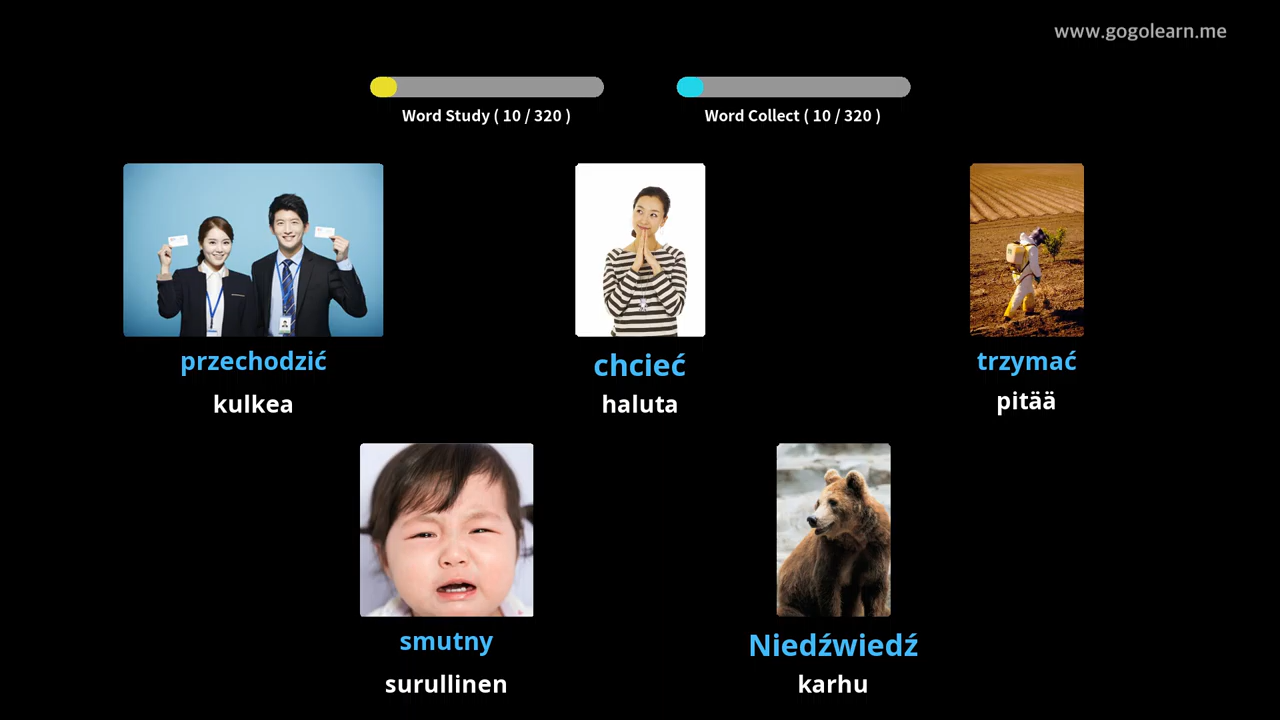 www.gogolearn.me
Word Study ( 10 / 320 )
Word Collect ( 10 / 320 )
przechodzić
kulkea
chcieć
haluta
trzymać
pitää
smutny
surullinen
Niedźwiedź
karhu